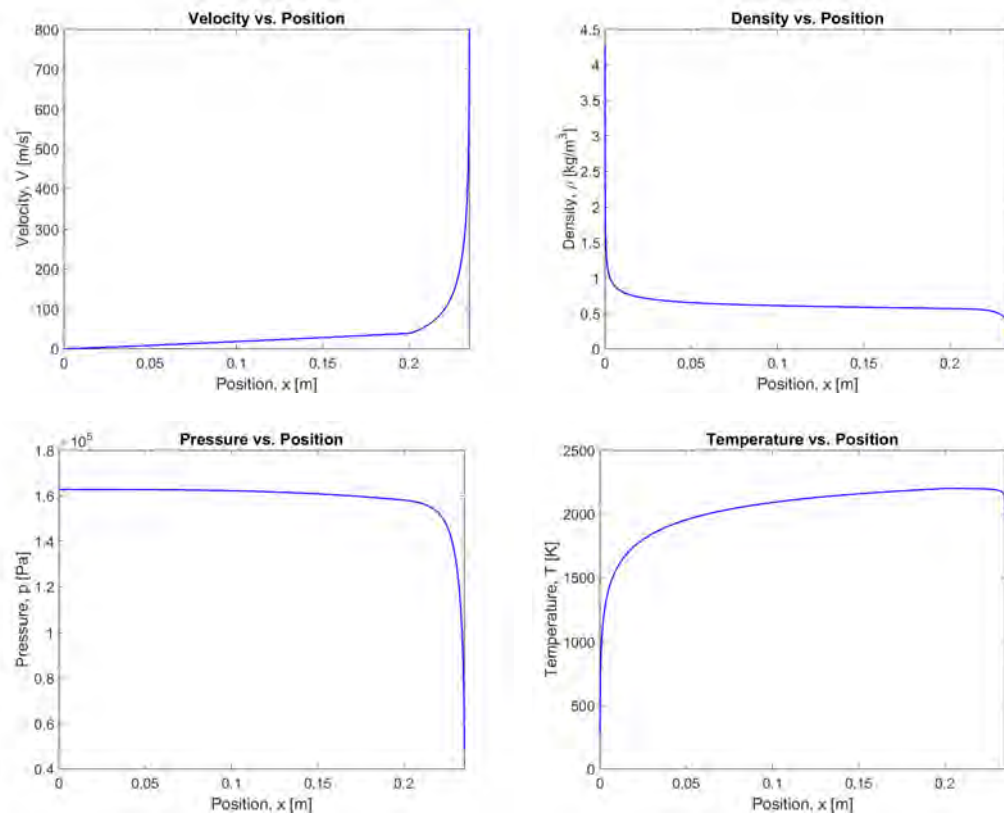 Velocity vs. Position
800
700
600
500
400
300
200
100
0
Velocity, V [m/s]
0 0.05 0.1 0.15 0.2
Position, x [m]
Density vs. Position
4.5
4
3.5
3
2.5
2
1.5
1
0.5
0
Density, ρ [kg/m³]
0 0.05 0.1 0.15 0.2
Position, x [m]
Pressure vs. Position
× 10⁵
1.8
1.6
1.4
1.2
1
0.8
0.6
0.4
Pressure, p [Pa]
0 0.05 0.1 0.15 0.2
Position, x [m]
Temperature vs. Position
2500
2000
1500
1000
500
0
Temperature, T [K]
0 0.05 0.1 0.15 0.2
Position, x [m]